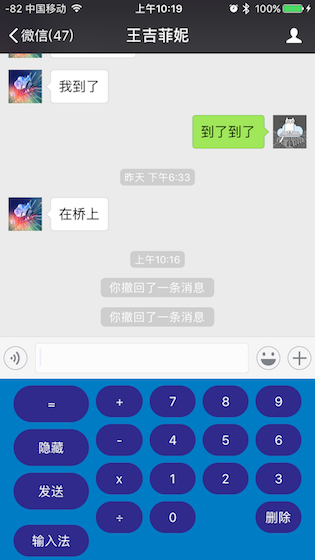 -82 中国移动 上午10:19 100%
微信(47) 王吉菲妮
我到了
到了到了
昨天 下午6:33
在桥上
上午10:16
你撤回了一条消息
你撤回了一条消息
= + 7 8 9
隐藏 - 4 5 6
发送 x 1 2 3
输入法 ÷ 0 删除